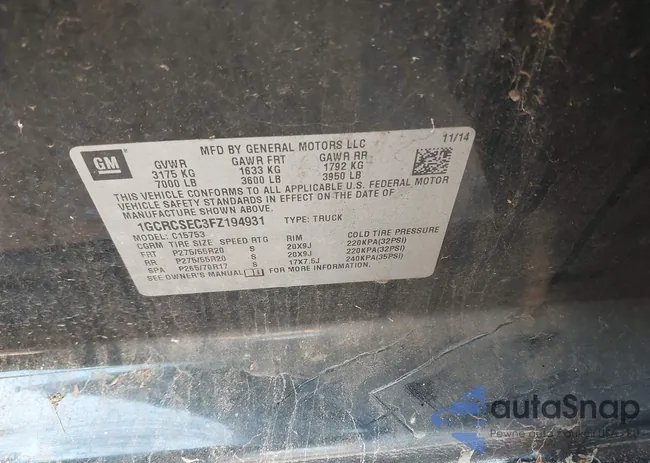 MFD BY GENERAL MOTORS LLC 11/14
GM
GVWR GAWR FRT GAWR RR
3175 KG 1633 KG 1792 KG
7000 LB 3600 LB 3950 LB
THIS VEHICLE CONFORMS TO ALL APPLICABLE U.S. FEDERAL MOTOR
VEHICLE SAFETY STANDARDS IN EFFECT ON THE DATE OF
MANUFACTURE SHOWN ABOVE.
1GCRCSEC3FZ194931 TYPE: TRUCK
MODEL: C15753
CGRM TIRE SIZE SPEED RTG RIM COLD TIRE PRESSURE
FRT P275/55R20 S 20X9J 220KPA(32PSI)
RR P275/55R20 S 20X9J 220KPA(32PSI)
SPA P265/70R17 S 17X7.5J 240KPA(35PSI)
SEE OWNER'S MANUAL FOR MORE INFORMATION.
autaSnap
Pewne